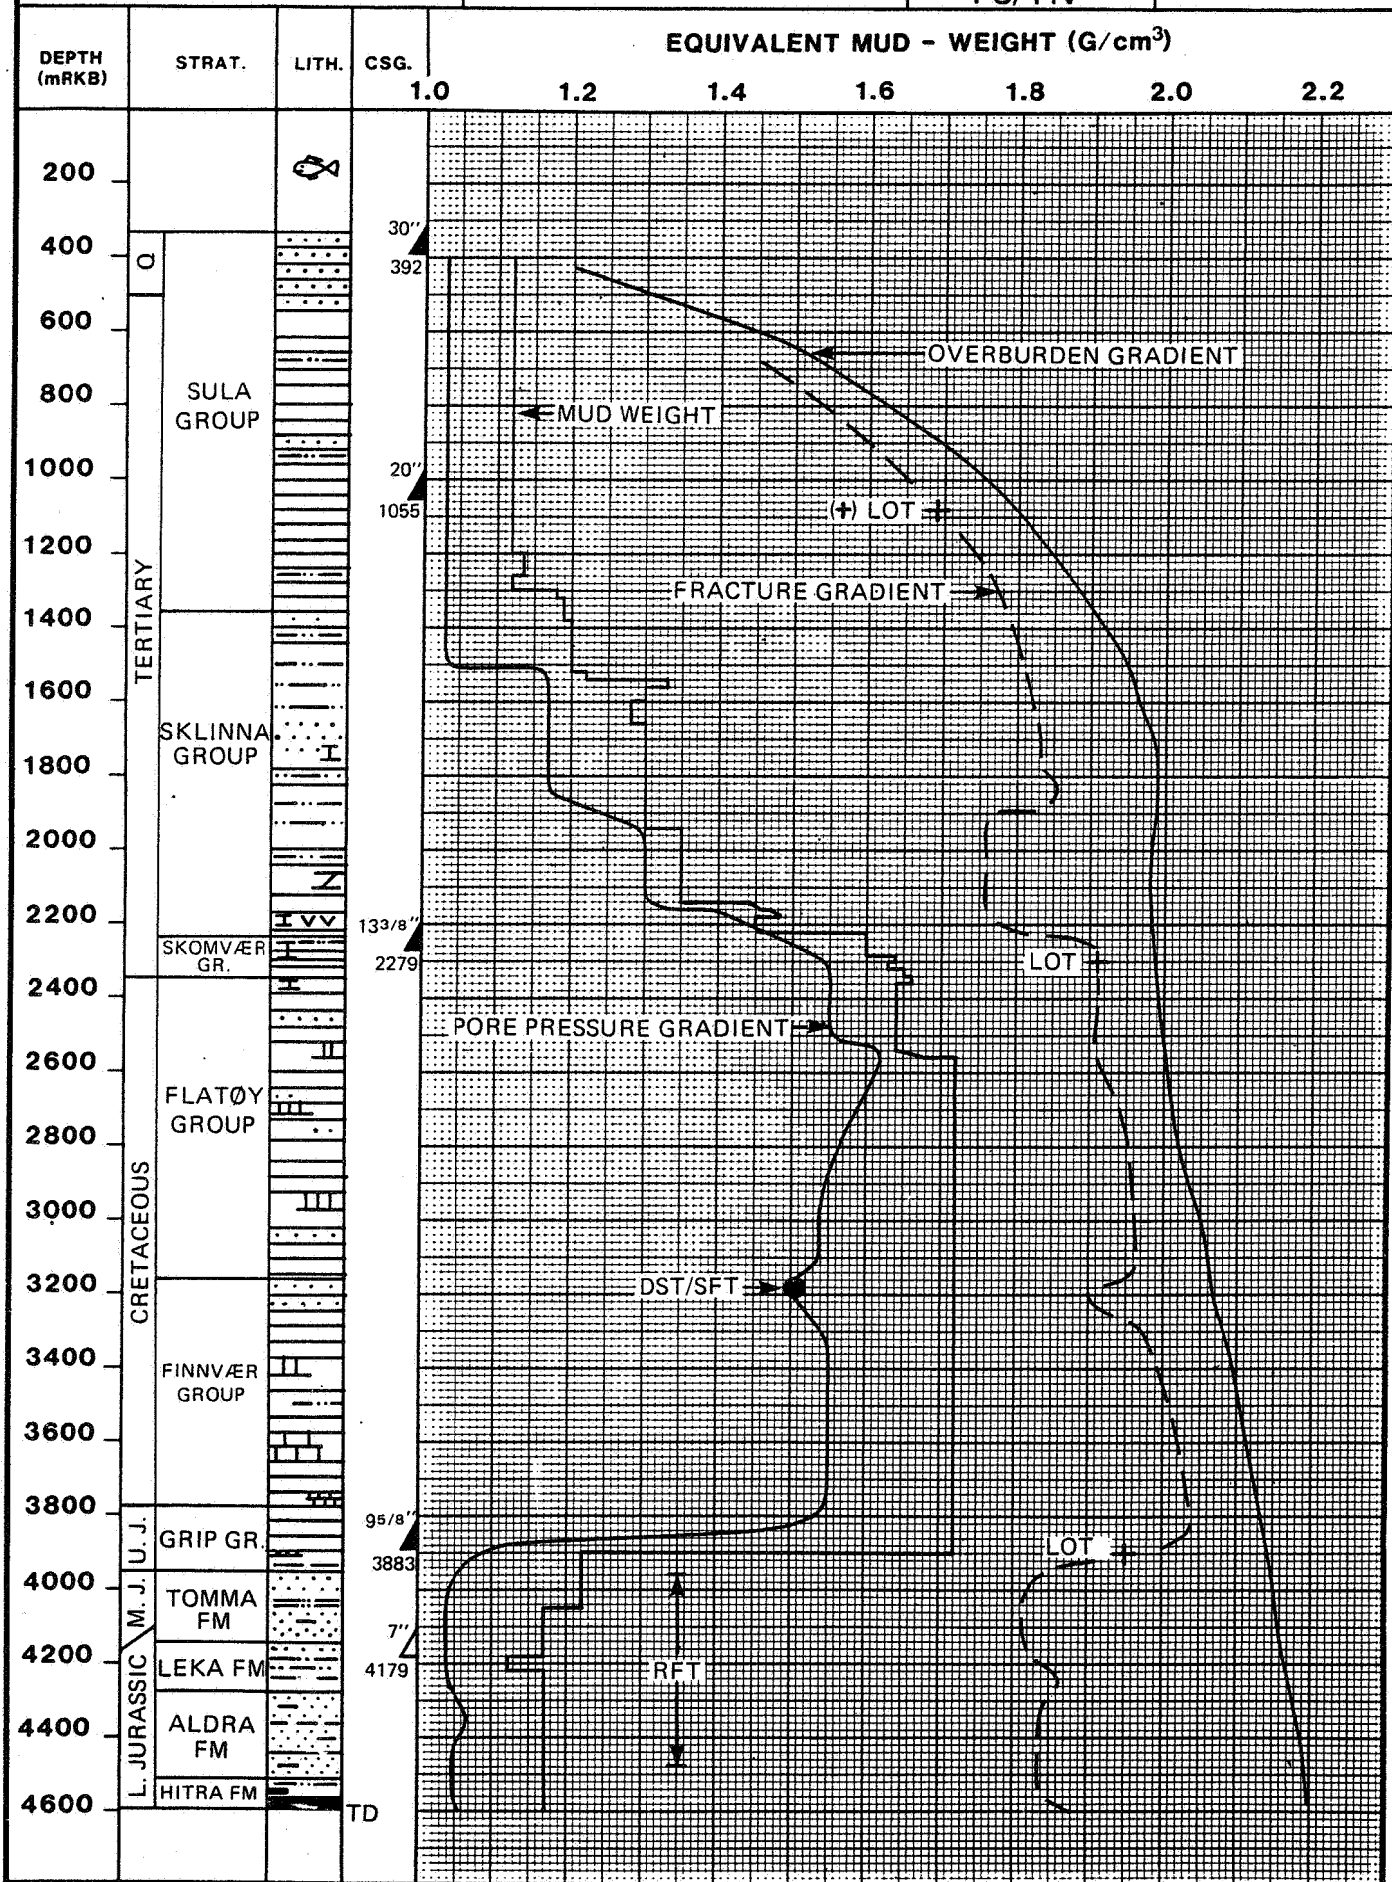 EQUIVALENT MUD - WEIGHT (G/cm³)
DEPTH (mRKB)
STRAT.
LITH.
CSG.
1.0 1.2 1.4 1.6 1.8 2.0 2.2
200
400
600
800
1000
1200
1400
1600
1800
2000
2200
2400
2600
2800
3000
3200
3400
3600
3800
4000
4200
4400
4600
Q
TERTIARY
CRETACEOUS
U. J.
M. J.
L. JURASSIC
SULA
GROUP
SKLINNA
GROUP
SKOMVÆR
GR.
FLATØY
GROUP
FINNVÆR
GROUP
GRIP GR.
TOMMA
FM
LEKA FM
ALDRA
FM
HITRA FM
30"
392
20"
1055
133/8"
2279
95/8"
3883
7"
4179
TD
OVERBURDEN GRADIENT
MUD WEIGHT
(+) LOT
FRACTURE GRADIENT
LOT
PORE PRESSURE GRADIENT
DST/SFT
LOT
RFT